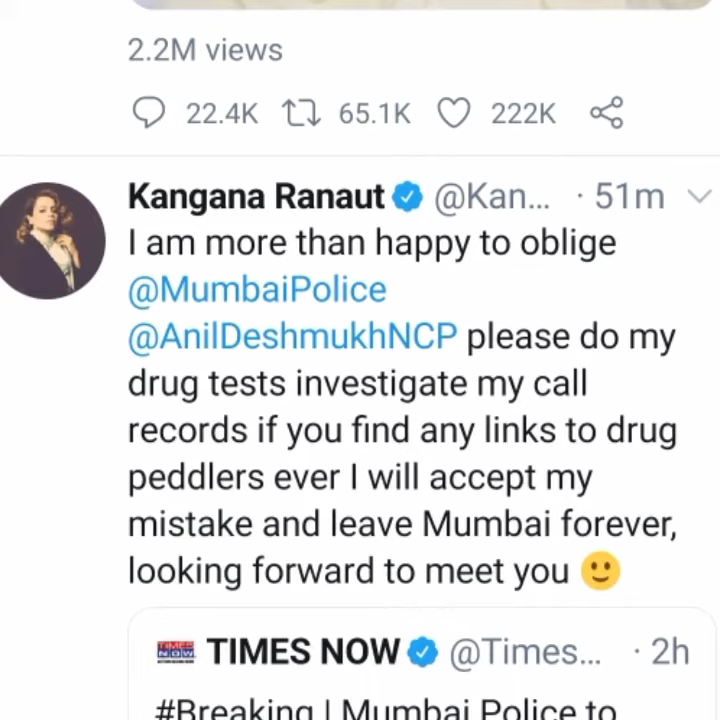 2.2M views
22.4K 65.1K 222K
Kangana Ranaut @Kan... · 51m
I am more than happy to oblige
@MumbaiPolice
@AnilDeshmukhNCP please do my
drug tests investigate my call
records if you find any links to drug
peddlers ever I will accept my
mistake and leave Mumbai forever,
looking forward to meet you 🙂
TIMES NOW TIMES NOW @Times... · 2h
#Breaking | Mumbai Police to